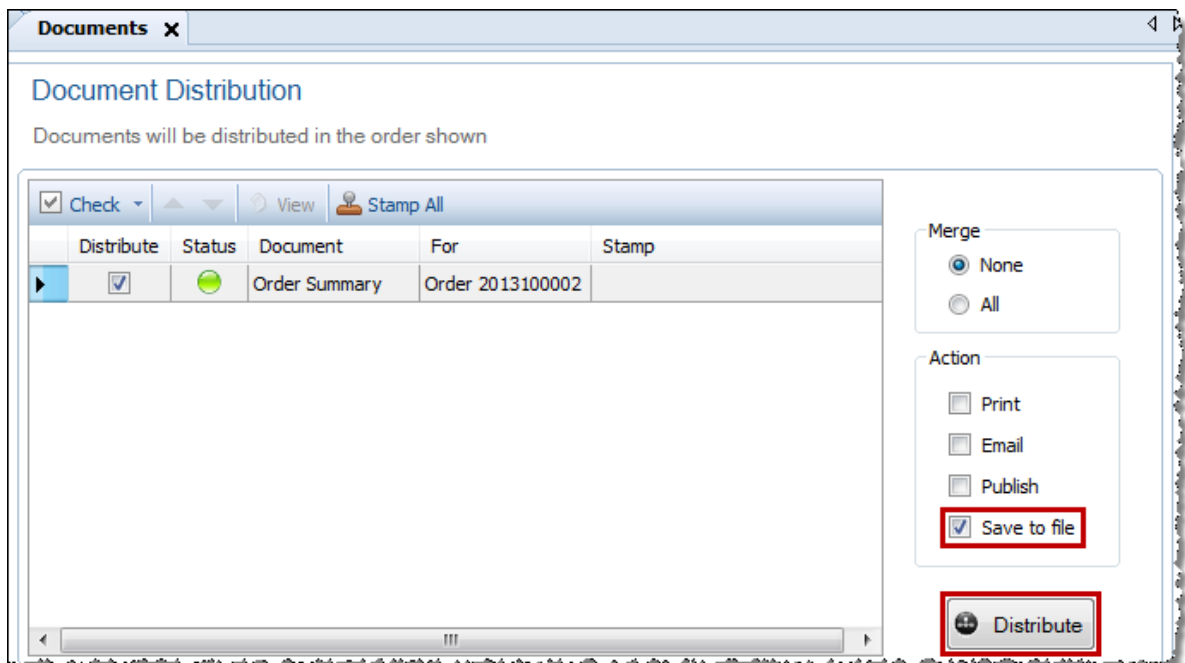 Documents
Document Distribution
Documents will be distributed in the order shown
Check View Stamp All
Distribute Status Document For Stamp
Order Summary Order 2013100002
Merge
None
All
Action
Print
Email
Publish
Save to file
Distribute